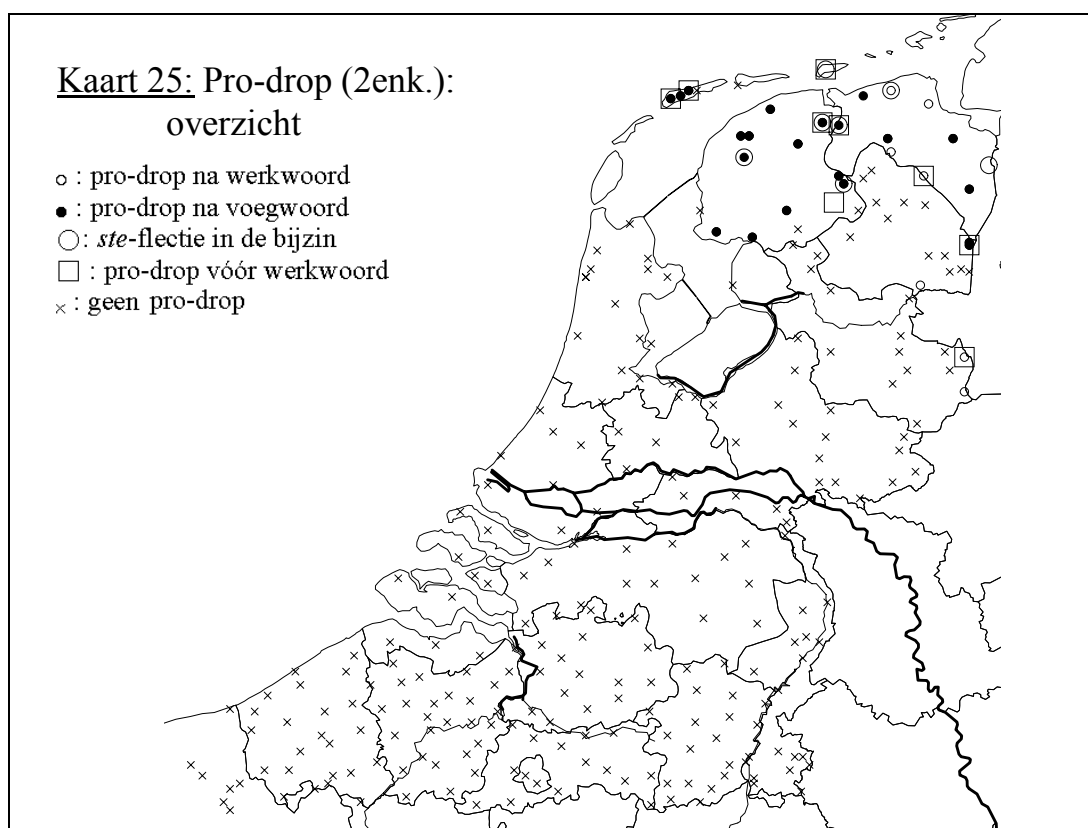 Kaart 25: Pro-drop (2enk.):
overzicht
○ : pro-drop na werkwoord
● : pro-drop na voegwoord
◯ : ste-flectie in de bijzin
□ : pro-drop vóór werkwoord
× : geen pro-drop